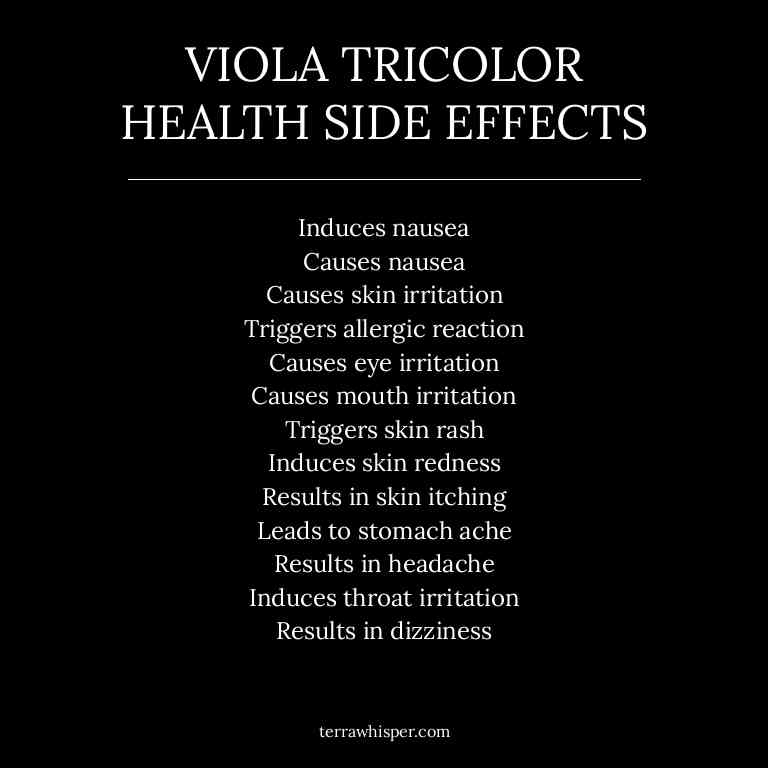 VIOLA TRICOLOR
HEALTH SIDE EFFECTS
Induces nausea
Causes nausea
Causes skin irritation
Triggers allergic reaction
Causes eye irritation
Causes mouth irritation
Triggers skin rash
Induces skin redness
Results in skin itching
Leads to stomach ache
Results in headache
Induces throat irritation
Results in dizziness
terrawhisper.com